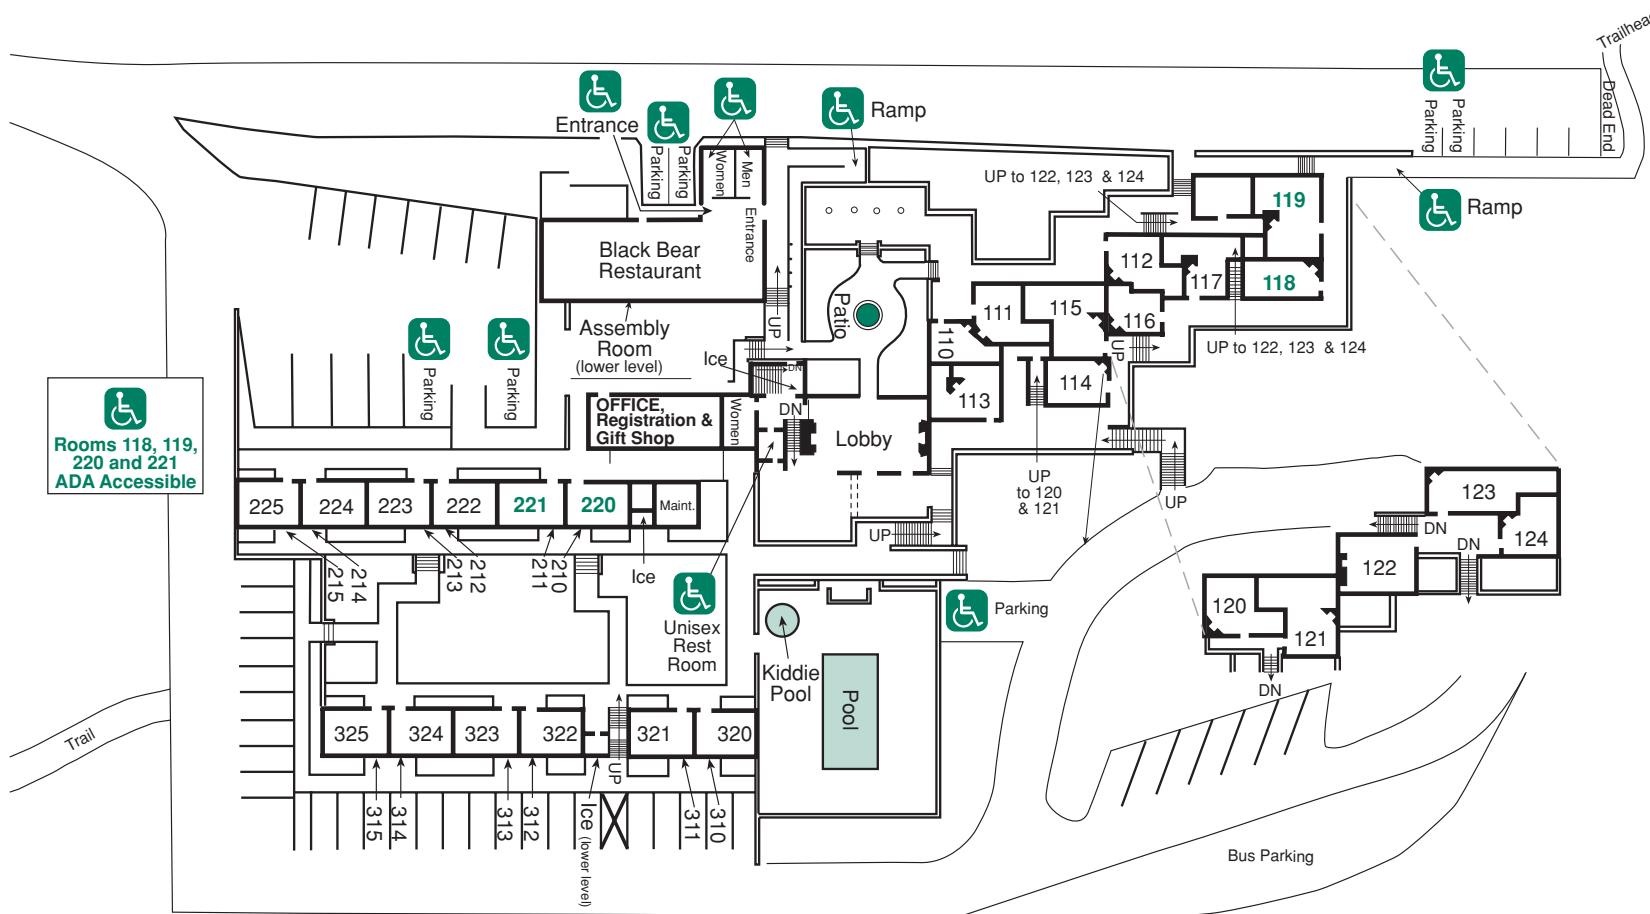 Trailhead
Dead End
Parking
Parking
Ramp
Entrance
Parking
Parking
Women
Men
Ramp
UP to 122, 123 & 124
119
Entrance
Black Bear
Restaurant
112
117
118
Patio
UP
111
115
116
110
UP
UP to 122, 123 & 124
Assembly
Room
(lower level)
Ice
DN
114
113
Parking
Parking
Rooms 118, 119,
220 and 221
ADA Accessible
OFFICE,
Registration &
Gift Shop
Women
DN
Lobby
UP
to 120
& 121
UP
225
224
223
222
221
220
Maint.
UP
123
124
DN
DN
122
215
214
213
212
211
210
Ice
Unisex
Rest
Room
Kiddie
Pool
Pool
Parking
120
121
DN
325
324
323
322
321
320
UP
Trail
315
314
313
312
Ice (lower level)
311
310
Bus Parking